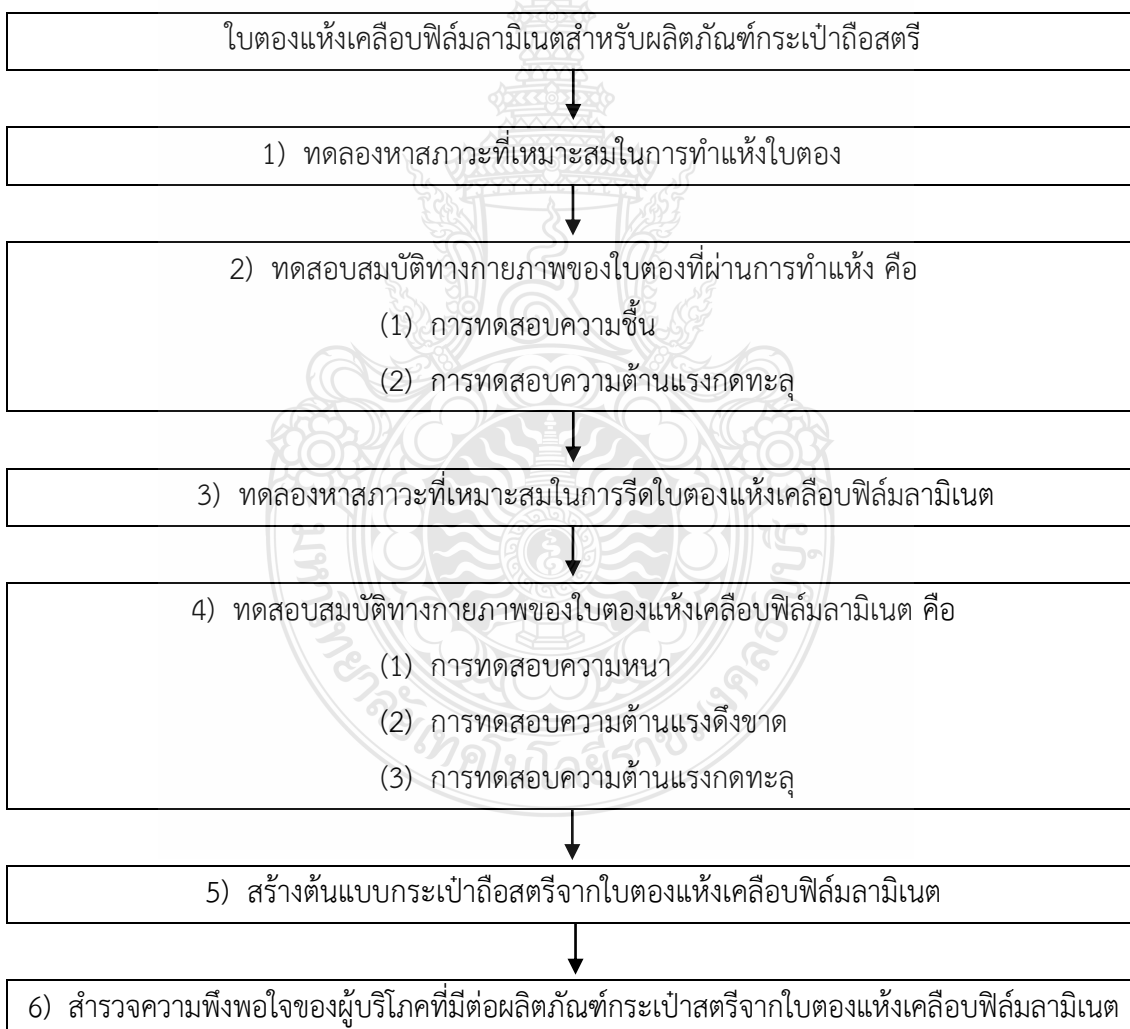 ใบตองแห้งเคลือบฟิล์มลามิเนตสำหรับผลิตภัณฑ์กระเป๋าถือสตรี
1) ทดลองหาสภาวะที่เหมาะสมในการทำแห้งใบตอง
2) ทดสอบสมบัติทางกายภาพของใบตองที่ผ่านการทำแห้ง คือ
(1) การทดสอบความชื้น
(2) การทดสอบความต้านแรงกดทะลุ
3) ทดลองหาสภาวะที่เหมาะสมในการรีดใบตองแห้งเคลือบฟิล์มลามิเนต
4) ทดสอบสมบัติทางกายภาพของใบตองแห้งเคลือบฟิล์มลามิเนต คือ
(1) การทดสอบความหนา
(2) การทดสอบความต้านแรงดึงขาด
(3) การทดสอบความต้านแรงกดทะลุ
5) สร้างต้นแบบกระเป๋าถือสตรีจากใบตองแห้งเคลือบฟิล์มลามิเนต
6) สำรวจความพึงพอใจของผู้บริโภคที่มีต่อผลิตภัณฑ์กระเป๋าสตรีจากใบตองแห้งเคลือบฟิล์มลามิเนต